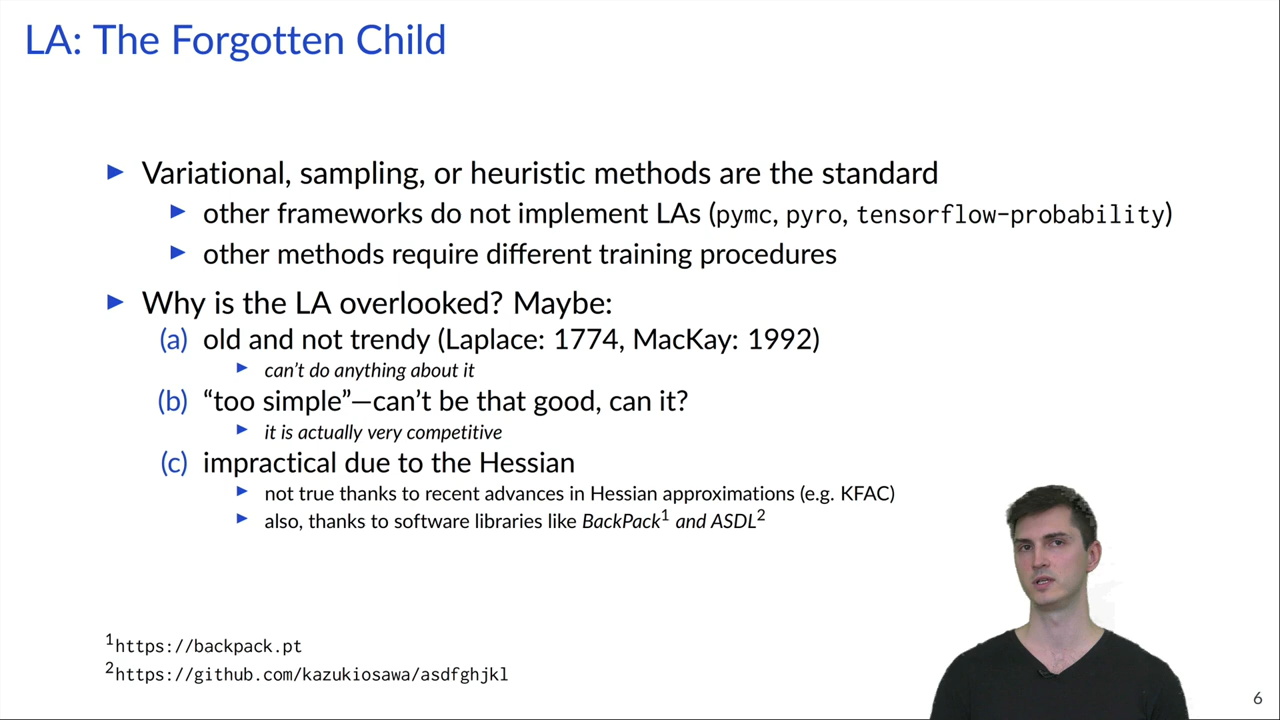 LA: The Forgotten Child
▶ Variational, sampling, or heuristic methods are the standard
▶ other frameworks do not implement LAs (pymc, pyro, tensorflow-probability)
▶ other methods require different training procedures
▶ Why is the LA overlooked? Maybe:
(a) old and not trendy (Laplace: 1774, MacKay: 1992)
▶ can't do anything about it
(b) “too simple”—can't be that good, can it?
▶ it is actually very competitive
(c) impractical due to the Hessian
▶ not true thanks to recent advances in Hessian approximations (e.g. KFAC)
▶ also, thanks to software libraries like BackPack¹ and ASDL²
¹https://backpack.pt
²https://github.com/kazukiosawa/asdfghjkl
6